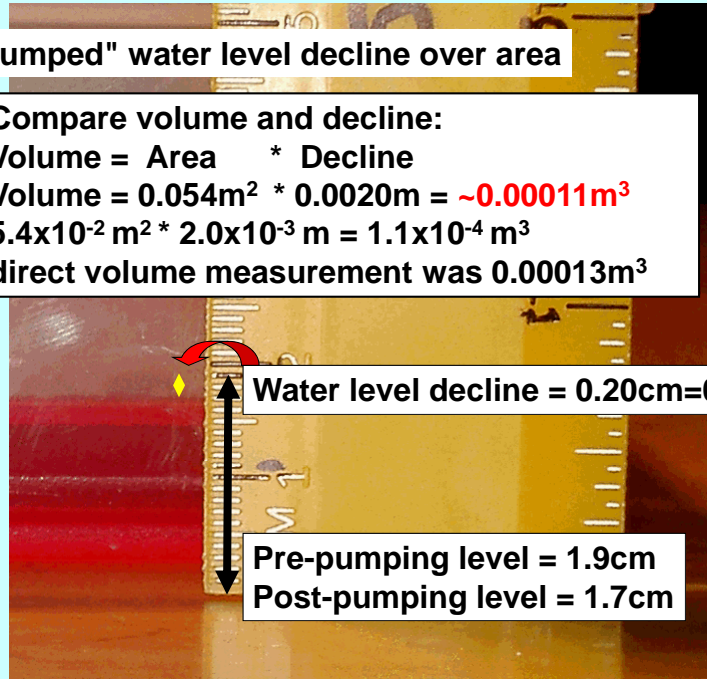 umped" water level decline over area
Compare volume and decline:
Volume = Area * Decline
Volume = 0.054m² * 0.0020m = ~0.00011m³
5.4x10⁻² m² * 2.0x10⁻³ m = 1.1x10⁻⁴ m³
direct volume measurement was 0.00013m³
2
Water level decline = 0.20cm=
1
M
Pre-pumping level = 1.9cm
Post-pumping level = 1.7cm